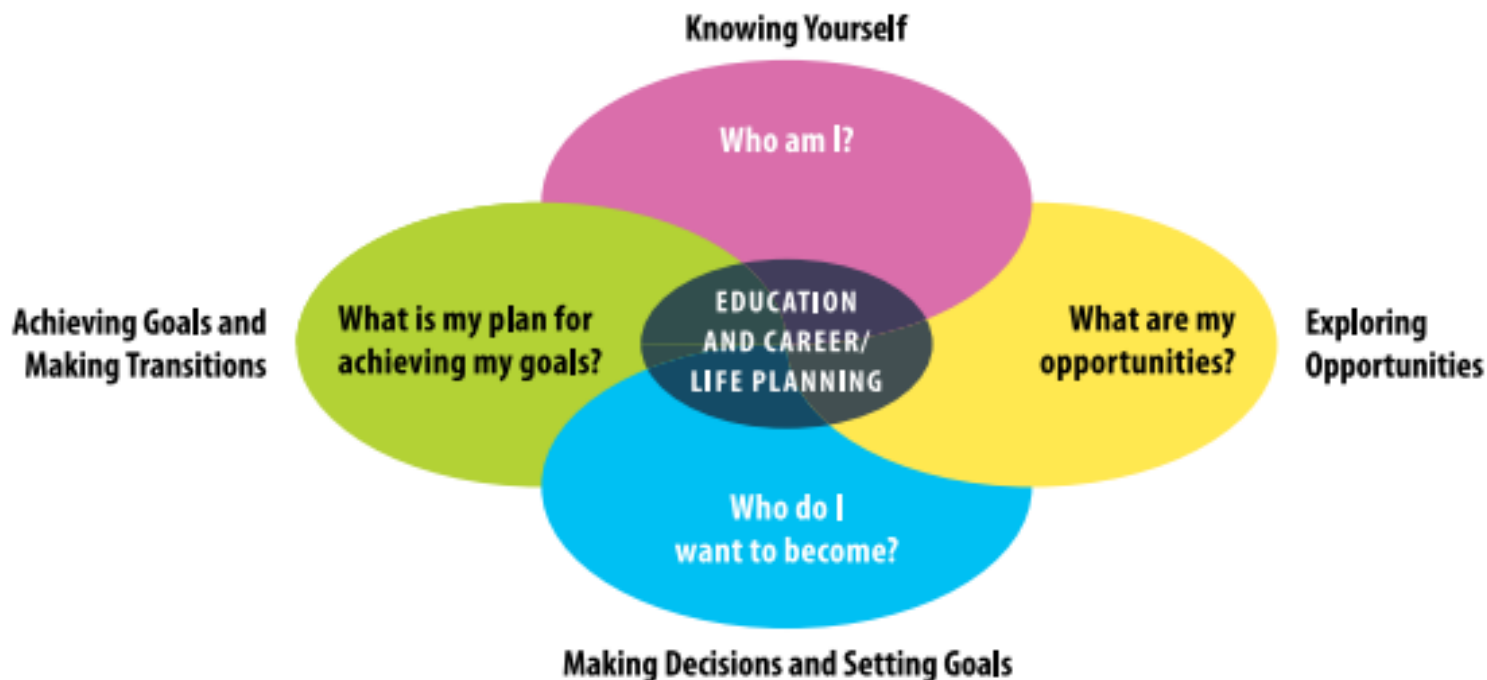 Knowing Yourself
Who am I?
Achieving Goals and
Making Transitions
What is my plan for
achieving my goals?
EDUCATION
AND CAREER/
LIFE PLANNING
What are my
opportunities?
Exploring
Opportunities
Who do I
want to become?
Making Decisions and Setting Goals